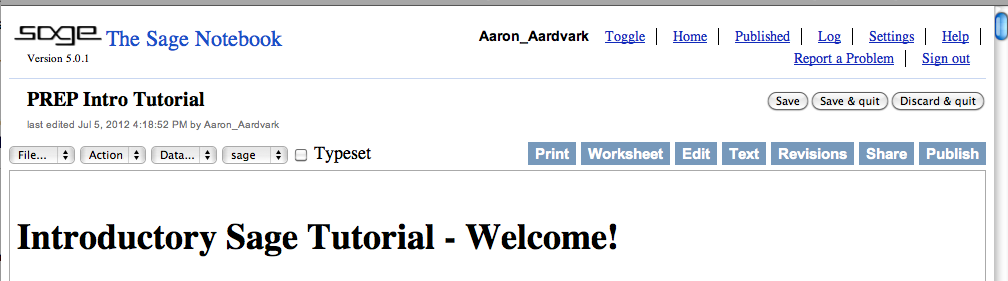 sage The Sage Notebook
Version 5.0.1
Aaron_Aardvark Toggle Home Published Log Settings Help
Report a Problem Sign out
PREP Intro Tutorial
last edited Jul 5, 2012 4:18:52 PM by Aaron_Aardvark
Save Save & quit Discard & quit
File... Action Data... sage Typeset
Print Worksheet Edit Text Revisions Share Publish
Introductory Sage Tutorial - Welcome!